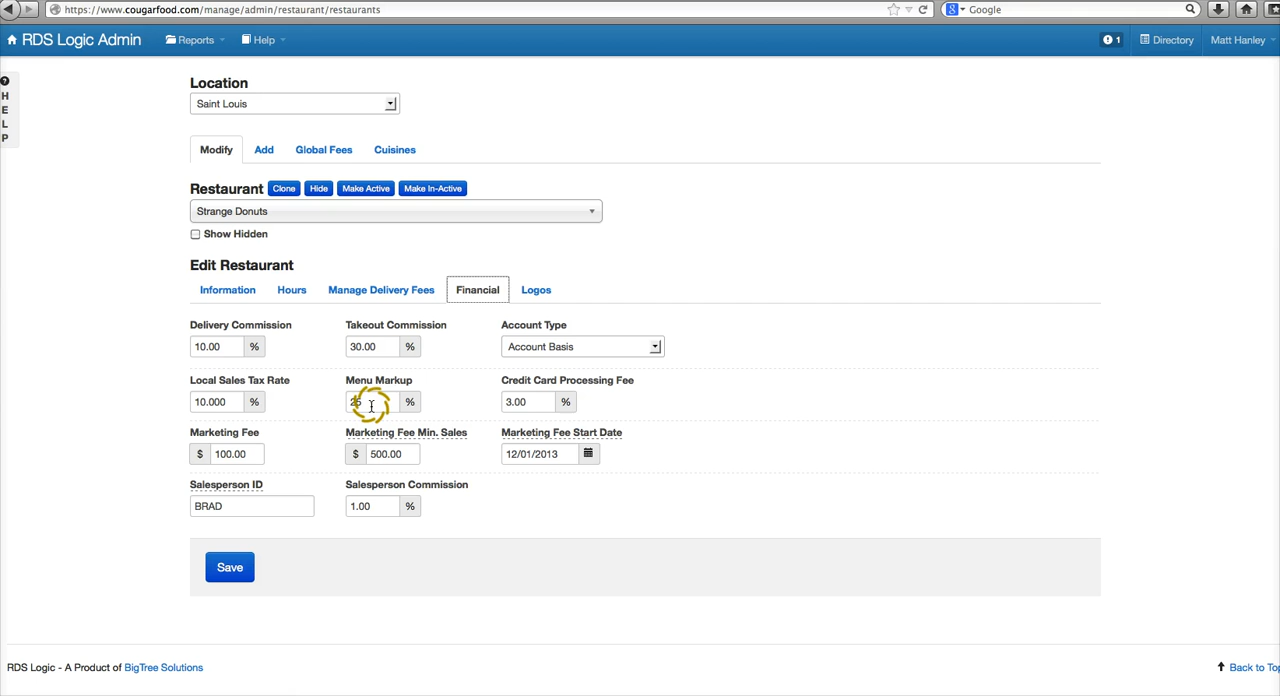 https://www.cougarfood.com/manage/admin/restaurant/restaurants
8 Google
RDS Logic Admin Reports Help 1 Directory Matt Hanley
HELP
Location
Saint Louis
Modify Add Global Fees Cuisines
Restaurant Clone Hide Make Active Make In-Active
Strange Donuts
Show Hidden
Edit Restaurant
Information Hours Manage Delivery Fees Financial Logos
Delivery Commission Takeout Commission Account Type
10.00 % 30.00 % Account Basis
Local Sales Tax Rate Menu Markup Credit Card Processing Fee
10.000 % 25 % 3.00 %
Marketing Fee Marketing Fee Min. Sales Marketing Fee Start Date
$ 100.00 $ 500.00 12/01/2013
Salesperson ID Salesperson Commission
BRAD 1.00 %
Save
RDS Logic - A Product of BigTree Solutions Back to Top